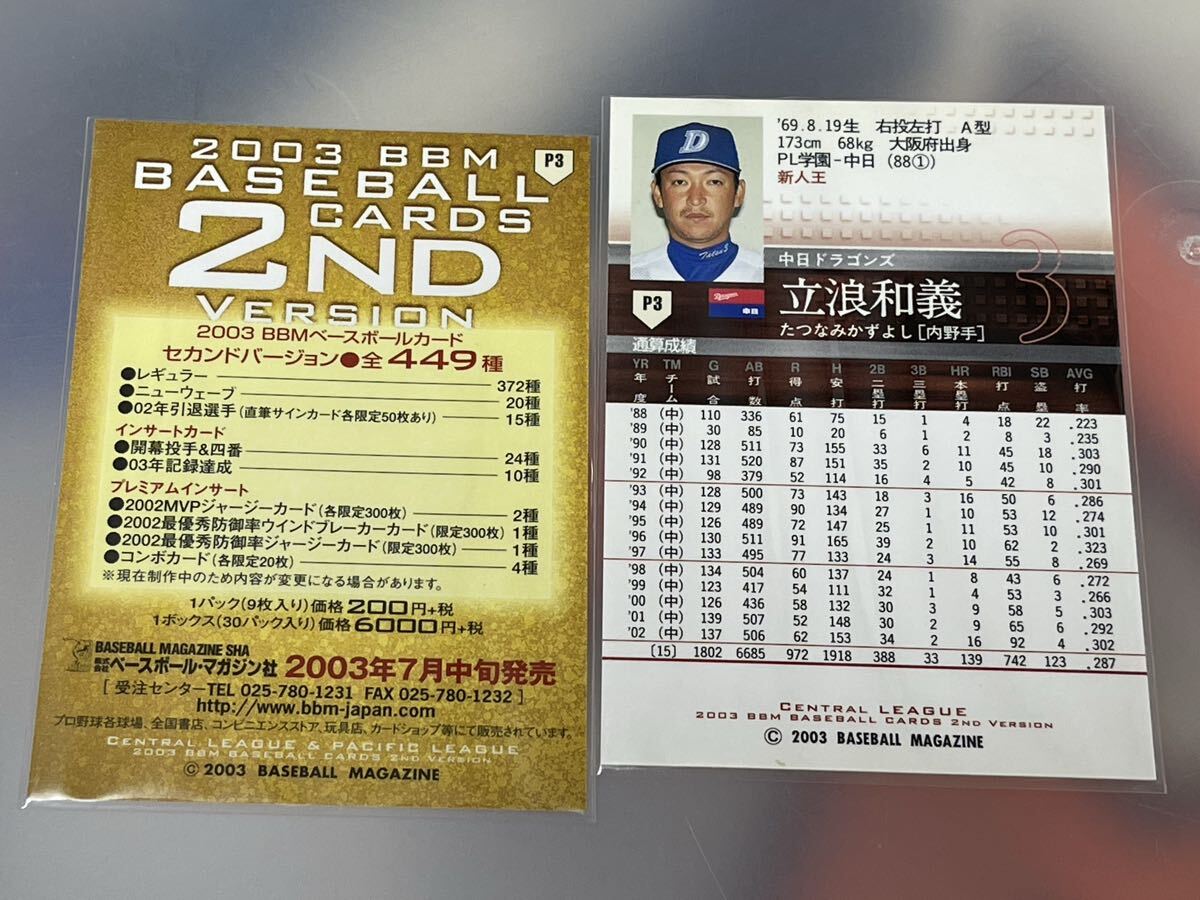 2003 BBM
P3
BASEBALL
CARDS
2ND
VERSION
2003 BBMベースボールカード
セカンドバージョン●全449種
●レギュラー 372種
●ニューウェーブ 20種
●02年引退選手(直筆サインカード各限定50枚あり) 15種
インサートカード
●開幕投手&四番 24種
●03年記録達成 10種
プレミアムインサート
●2002MVPジャージーカード(各限定300枚) 2種
●2002最優秀防御率ウインドブレーカーカード(限定300枚) 1種
●2002最優秀防御率ジャージーカード(限定300枚) 1種
●コンボカード(各限定20枚) 4種
※現在制作中のため内容が変更になる場合があります。
1パック(9枚入り)価格200円+税
1ボックス(30パック入り)価格6000円+税
BASEBALL MAGAZINE SHA
株式会社ベースボール・マガジン社 2003年7月中旬発売
[受注センターTEL 025-780-1231 FAX 025-780-1232]
http://www.bbm-japan.com
プロ野球各球場、全国書店、コンビニエンスストア、玩具店、カードショップ等にて販売されています。
CENTRAL LEAGUE & PACIFIC LEAGUE
2003 BBM BASEBALL CARDS 2ND VERSION
© 2003 BASEBALL MAGAZINE
'69.8.19生 右投左打 A型
173cm 68kg 大阪府出身
PL学園-中日(88①)
新人王
D
Tatsu 3
中日ドラゴンズ
3
P3
Dragons
中日
立浪和義
たつなみかずよし[内野手]
通算成績
YR TM G AB R H 2B 3B HR RBI SB AVG
年度 チーム 試合 打数 得点 安打 二塁打 三塁打 本塁打 打点 盗塁 打率
'88 (中) 110 336 61 75 15 1 4 18 22 .223
'89 (中) 30 85 10 20 6 1 2 8 3 .235
'90 (中) 128 511 73 155 33 6 11 45 18 .303
'91 (中) 131 520 87 151 35 2 10 45 10 .290
'92 (中) 98 379 52 114 16 4 5 42 8 .301
'93 (中) 128 500 73 143 18 3 16 50 6 .286
'94 (中) 129 489 90 134 27 1 10 53 12 .274
'95 (中) 126 489 72 147 25 1 11 53 10 .301
'96 (中) 130 511 91 165 39 2 10 62 2 .323
'97 (中) 133 495 77 133 24 3 14 55 8 .269
'98 (中) 134 504 60 137 24 1 8 43 6 .272
'99 (中) 123 417 54 111 32 1 4 53 3 .266
'00 (中) 126 436 58 132 30 3 9 58 5 .303
'01 (中) 139 507 52 148 30 2 9 65 6 .292
'02 (中) 137 506 62 153 34 2 16 92 4 .302
[15] 1802 6685 972 1918 388 33 139 742 123 .287
CENTRAL LEAGUE
2003 BBM BASEBALL CARDS 2ND VERSION
© 2003 BASEBALL MAGAZINE